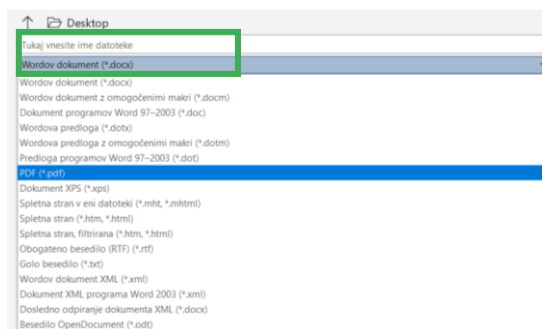 Desktop
Tukaj vnesite ime datoteke
Wordov dokument (*.docx)
Wordov dokument (*.docx)
Wordov dokument z omogočenimi makri (*.docm)
Dokument programov Word 97–2003 (*.doc)
Wordova predloga (*.dotx)
Wordova predloga z omogočenimi makri (*.dotm)
Predloga programov Word 97–2003 (*.dot)
PDF (*.pdf)
Dokument XPS (*.xps)
Spletna stran v eni datoteki (*.mht, *.mhtml)
Spletna stran (*.htm, *.html)
Spletna stran, filtrirana (*.htm, *.html)
Obogateno besedilo (RTF) (*.rtf)
Golo besedilo (*.txt)
Wordov dokument XML (*.xml)
Dokument XML programa Word 2003 (*.xml)
Dosledno odpiranje dokumenta XML (*.docx)
Besedilo OpenDocument (*.odt)